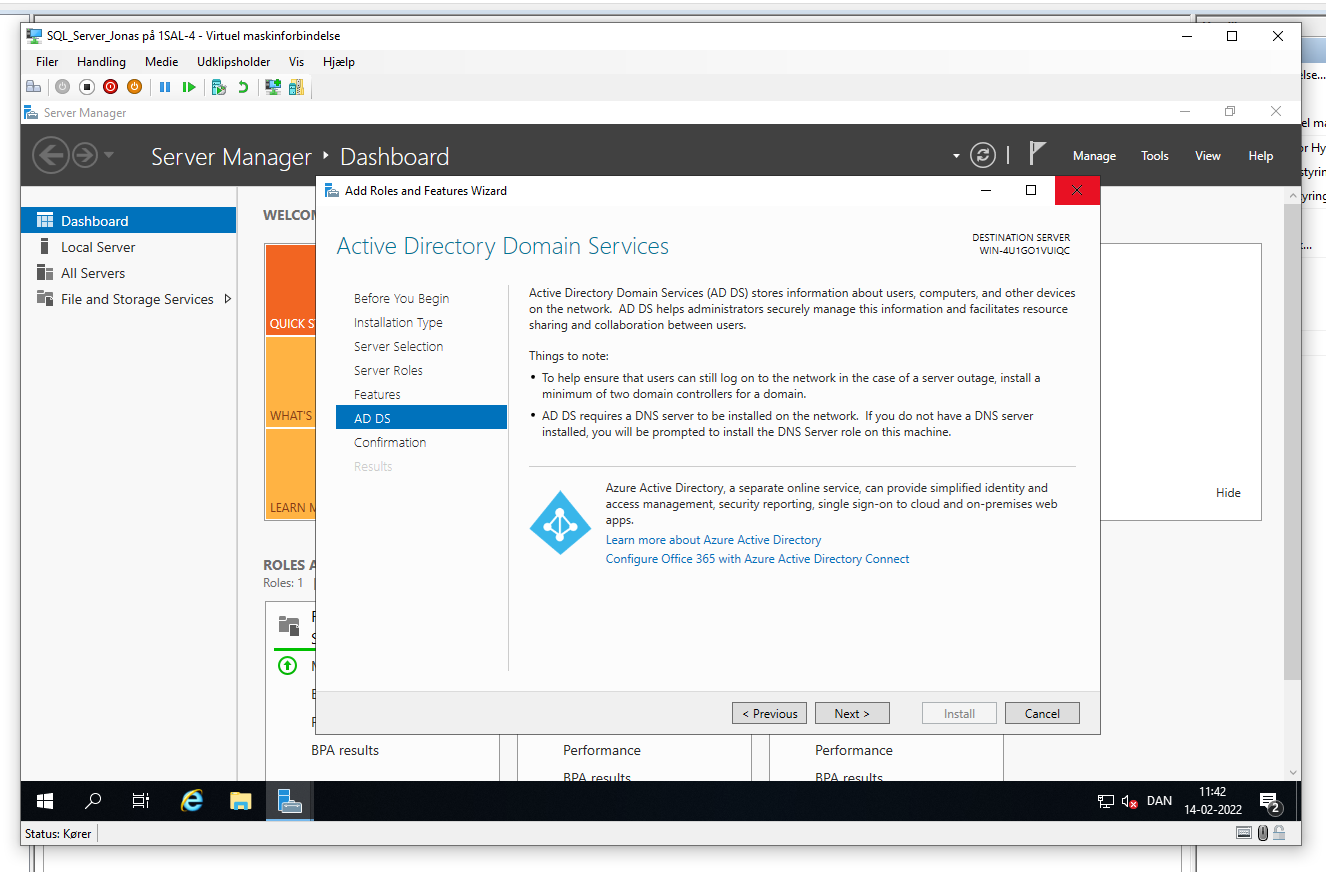 SQL_Server_Jonas på 1SAL-4 - Virtuel maskinforbindelse
Filer Handling Medie Udklipsholder Vis Hjælp
Server Manager
Server Manager Dashboard
Manage Tools View Help
Dashboard
Local Server
All Servers
File and Storage Services
WELCO
QUICK S
WHAT'S
LEARN
Hide
ROLES
Roles: 1
BPA results
Performance
BPA results
Performance
BPA results
Add Roles and Features Wizard
Active Directory Domain Services
DESTINATION SERVER
WIN-4U1GO1VUIQC
Before You Begin
Installation Type
Server Selection
Server Roles
Features
AD DS
Confirmation
Results
Active Directory Domain Services (AD DS) stores information about users, computers, and other devices
on the network. AD DS helps administrators securely manage this information and facilitates resource
sharing and collaboration between users.
Things to note:
• To help ensure that users can still log on to the network in the case of a server outage, install a
minimum of two domain controllers for a domain.
• AD DS requires a DNS server to be installed on the network. If you do not have a DNS server
installed, you will be prompted to install the DNS Server role on this machine.
Azure Active Directory, a separate online service, can provide simplified identity and
access management, security reporting, single sign-on to cloud and on-premises web
apps.
Learn more about Azure Active Directory
Configure Office 365 with Azure Active Directory Connect
< Previous Next > Install Cancel
DAN
11:42
14-02-2022
2
Status: Kører